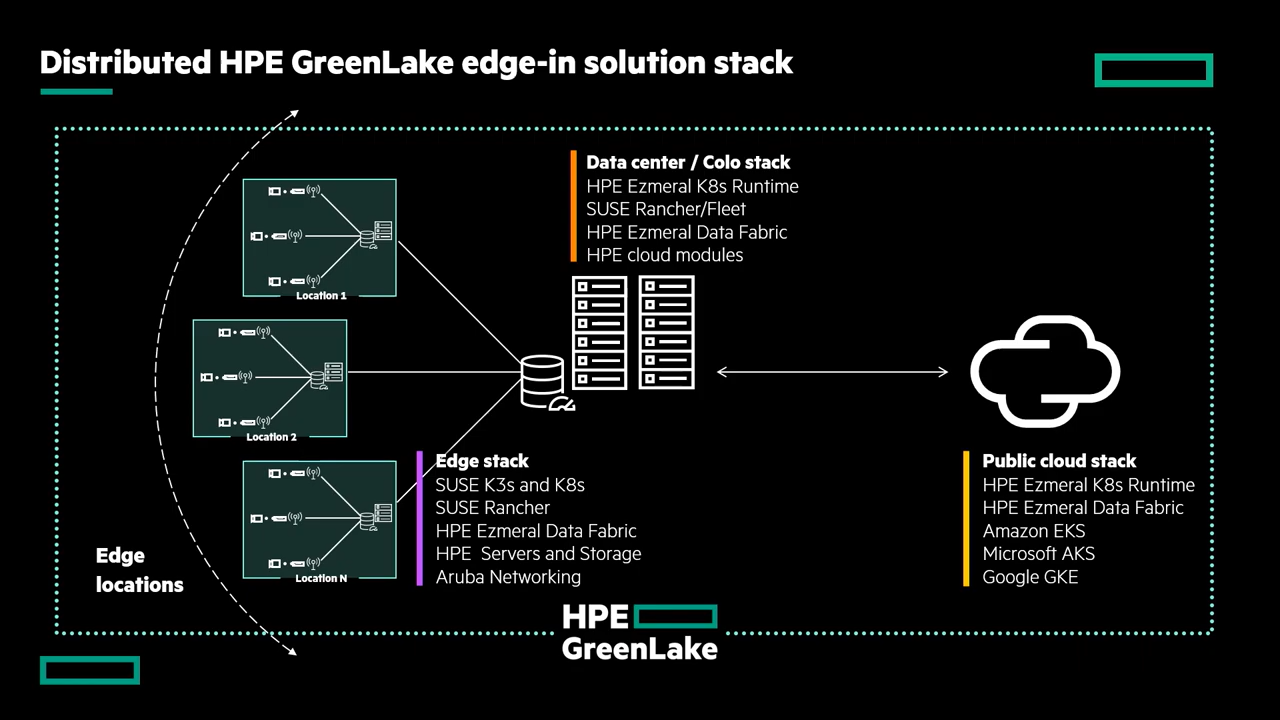 Distributed HPE GreenLake edge-in solution stack
Data center / Colo stack
HPE Ezmeral K8s Runtime
SUSE Rancher/Fleet
HPE Ezmeral Data Fabric
HPE cloud modules
Location 1
Location 2
Location N
Edge stack
SUSE K3s and K8s
SUSE Rancher
HPE Ezmeral Data Fabric
HPE  Servers and Storage
Aruba Networking
Public cloud stack
HPE Ezmeral K8s Runtime
HPE Ezmeral Data Fabric
Amazon EKS
Microsoft AKS
Google GKE
Edge
locations
HPE
GreenLake